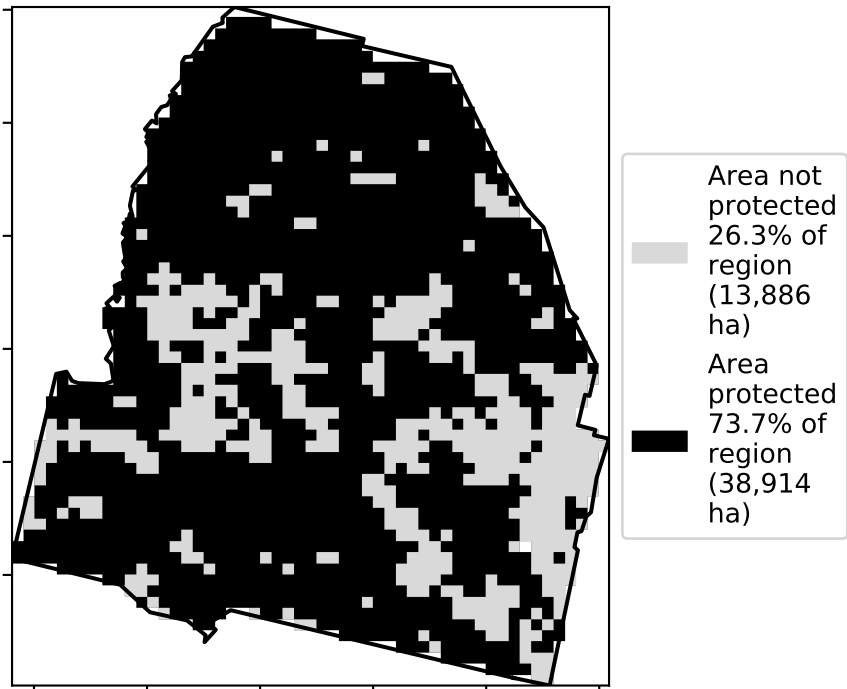 Area not
protected
26.3% of
region
(13,886
ha)
Area
protected
73.7% of
region
(38,914
ha)